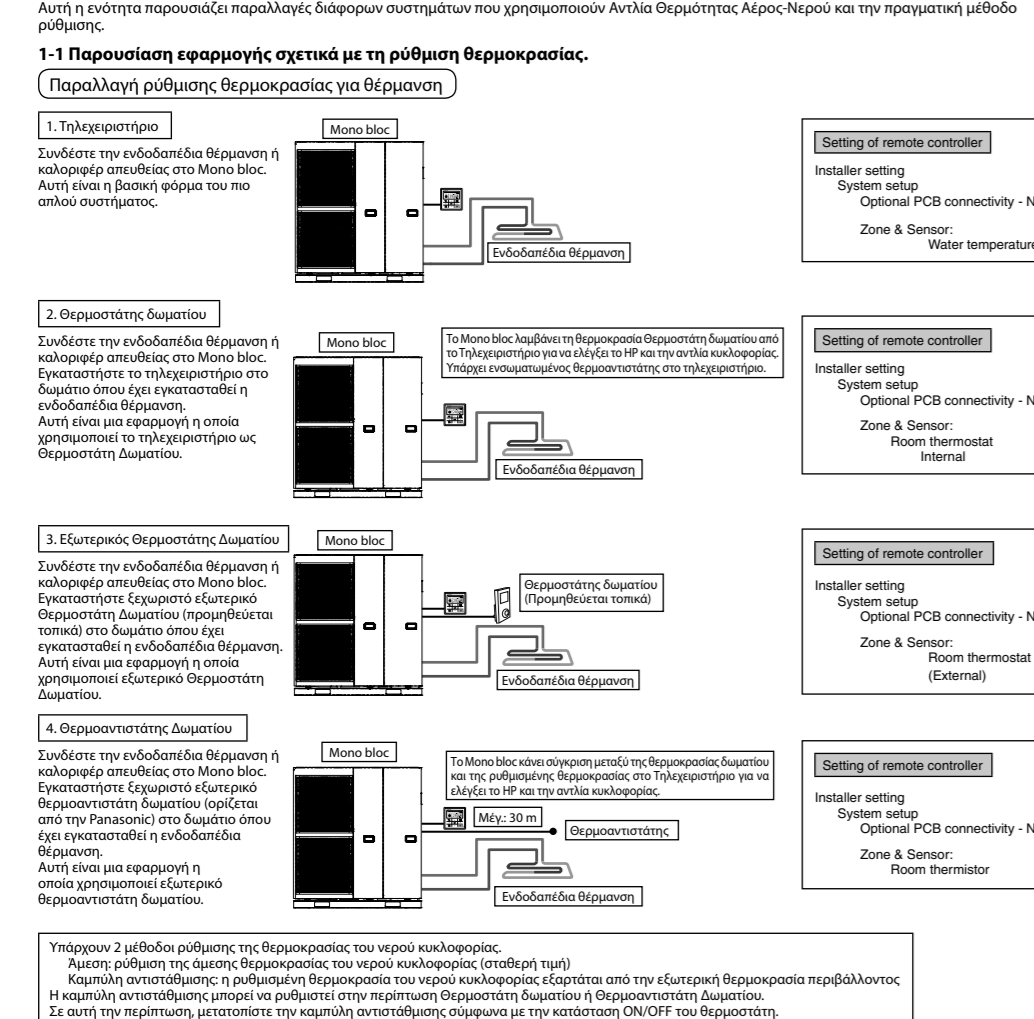 Αυτή η ενότητα παρουσιάζει παραλλαγές διάφορων συστημάτων που χρησιμοποιούν Αντλία Θερμότητας Αέρος-Νερού και την πραγματική μέθοδο
ρύθμισης.
1-1 Παρουσίαση εφαρμογής σχετικά με τη ρύθμιση θερμοκρασίας.
Παραλλαγή ρύθμισης θερμοκρασίας για θέρμανση
1. Τηλεχειριστήριο
Συνδέστε την ενδοδαπέδια θέρμανση ή
καλοριφέρ απευθείας στο Mono bloc.
Αυτή είναι η βασική φόρμα του πιο
απλού συστήματος.
Mono bloc
Ενδοδαπέδια θέρμανση
Setting of remote controller
Installer setting
System setup
Optional PCB connectivity - N
Zone & Sensor:
Water temperature
2. Θερμοστάτης δωματίου
Συνδέστε την ενδοδαπέδια θέρμανση ή
καλοριφέρ απευθείας στο Mono bloc.
Εγκαταστήστε το τηλεχειριστήριο στο
δωμάτιο όπου έχει εγκατασταθεί η
ενδοδαπέδια θέρμανση.
Αυτή είναι μια εφαρμογή η οποία
χρησιμοποιεί το τηλεχειριστήριο ως
Θερμοστάτη Δωματίου.
Mono bloc
Το Mono bloc λαμβάνει τη θερμοκρασία Θερμοστάτη δωματίου από
το Τηλεχειριστήριο για να ελέγξει το HP και την αντλία κυκλοφορίας.
Υπάρχει ενσωματωμένος θερμοαντιστάτης στο τηλεχειριστήριο.
Ενδοδαπέδια θέρμανση
Setting of remote controller
Installer setting
System setup
Optional PCB connectivity - N
Zone & Sensor:
Room thermostat
Internal
3. Εξωτερικός Θερμοστάτης Δωματίου
Συνδέστε την ενδοδαπέδια θέρμανση ή
καλοριφέρ απευθείας στο Mono bloc.
Εγκαταστήστε ξεχωριστό εξωτερικό
Θερμοστάτη Δωματίου (προμηθεύεται
τοπικά) στο δωμάτιο όπου έχει
εγκατασταθεί η ενδοδαπέδια θέρμανση.
Αυτή είναι μια εφαρμογή η οποία
χρησιμοποιεί εξωτερικό Θερμοστάτη
Δωματίου.
Mono bloc
Θερμοστάτης δωματίου
(Προμηθεύεται τοπικά)
Ενδοδαπέδια θέρμανση
Setting of remote controller
Installer setting
System setup
Optional PCB connectivity - N
Zone & Sensor:
Room thermostat
(External)
4. Θερμοαντιστάτης Δωματίου
Συνδέστε την ενδοδαπέδια θέρμανση ή
καλοριφέρ απευθείας στο Mono bloc.
Εγκαταστήστε ξεχωριστό εξωτερικό
θερμοαντιστάτη δωματίου (ορίζεται
από την Panasonic) στο δωμάτιο όπου
έχει εγκατασταθεί η ενδοδαπέδια
θέρμανση.
Αυτή είναι μια εφαρμογή η
οποία χρησιμοποιεί εξωτερικό
θερμοαντιστάτη δωματίου.
Mono bloc
Το Mono bloc κάνει σύγκριση μεταξύ της θερμοκρασίας δωματίου
και της ρυθμισμένης θερμοκρασίας στο Τηλεχειριστήριο για να
ελέγξει το HP και την αντλία κυκλοφορίας.
Μέγ.: 30 m
Θερμοαντιστάτης
Ενδοδαπέδια θέρμανση
Setting of remote controller
Installer setting
System setup
Optional PCB connectivity - N
Zone & Sensor:
Room thermistor
Υπάρχουν 2 μέθοδοι ρύθμισης της θερμοκρασίας του νερού κυκλοφορίας.
Άμεση: ρύθμιση της άμεσης θερμοκρασίας του νερού κυκλοφορίας (σταθερή τιμή)
Καμπύλη αντιστάθμισης: η ρυθμισμένη θερμοκρασία του νερού κυκλοφορίας εξαρτάται από την εξωτερική θερμοκρασία περιβάλλοντος
Η καμπύλη αντιστάθμισης μπορεί να ρυθμιστεί στην περίπτωση Θερμοστάτη δωματίου ή Θερμοαντιστάτη Δωματίου.
Σε αυτή την περίπτωση, μετατοπίστε την καμπύλη αντιστάθμισης σύμφωνα με την κατάσταση ON/OFF του θερμοστάτη.